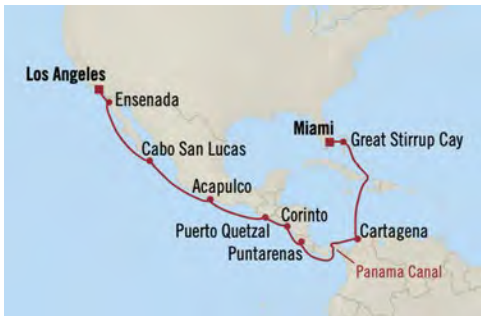 Los Angeles
Ensenada
Miami
Great Stirrup Cay
Cabo San Lucas
Acapulco
Puerto Quetzal
Corinto
Cartagena
Puntarenas
Panama Canal